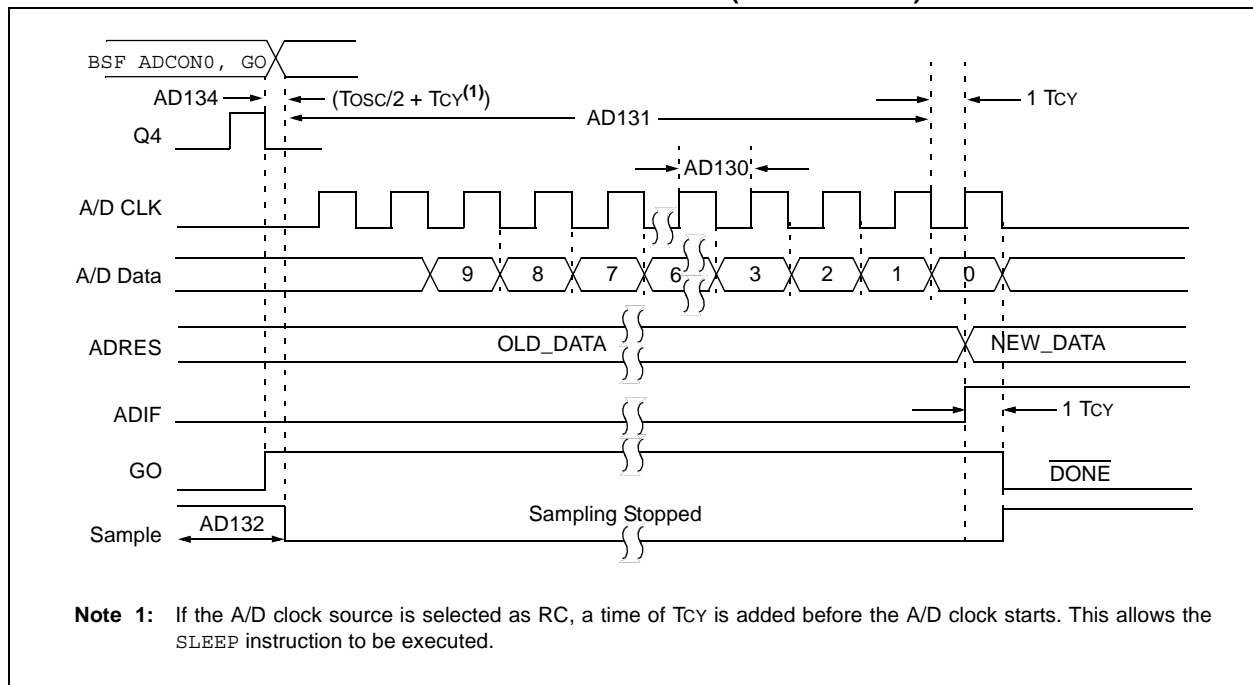 BSF ADCON0, GO
AD134
(TOSC/2 + TCY(1))
1 TCY
AD131
Q4
AD130
A/D CLK
A/D Data
9 8 7 6 3 2 1 0
ADRES
OLD_DATA
NEW_DATA
ADIF
1 TCY
GO
DONE
Sample
AD132
Sampling Stopped
Note 1: If the A/D clock source is selected as RC, a time of TCY is added before the A/D clock starts. This allows the
SLEEP instruction to be executed.